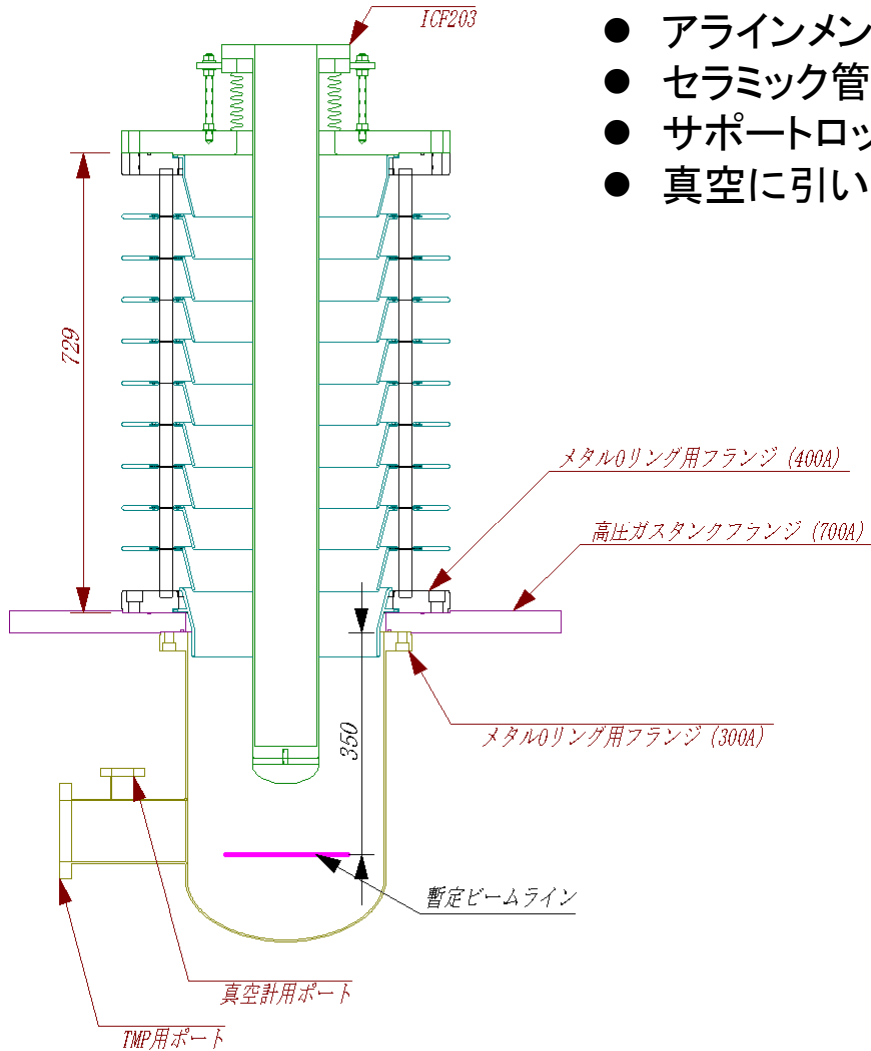 ICF203
● アラインメン
● セラミック管
● サポートロッ
● 真空に引い
729
メタルOリング用フランジ (400A)
高圧ガスタンクフランジ (700A)
350
メタルOリング用フランジ (300A)
暫定ビームライン
真空計用ポート
TMP用ポート